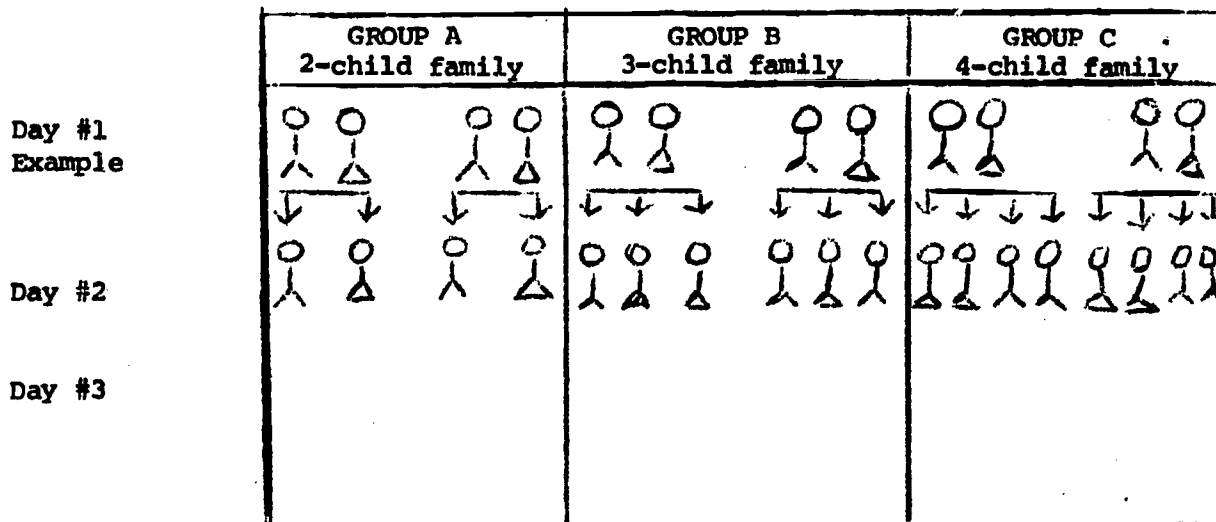 GROUP A
2-child family
GROUP B
3-child family
GROUP C
4-child family
Day #1
Example
Day #2
Day #3